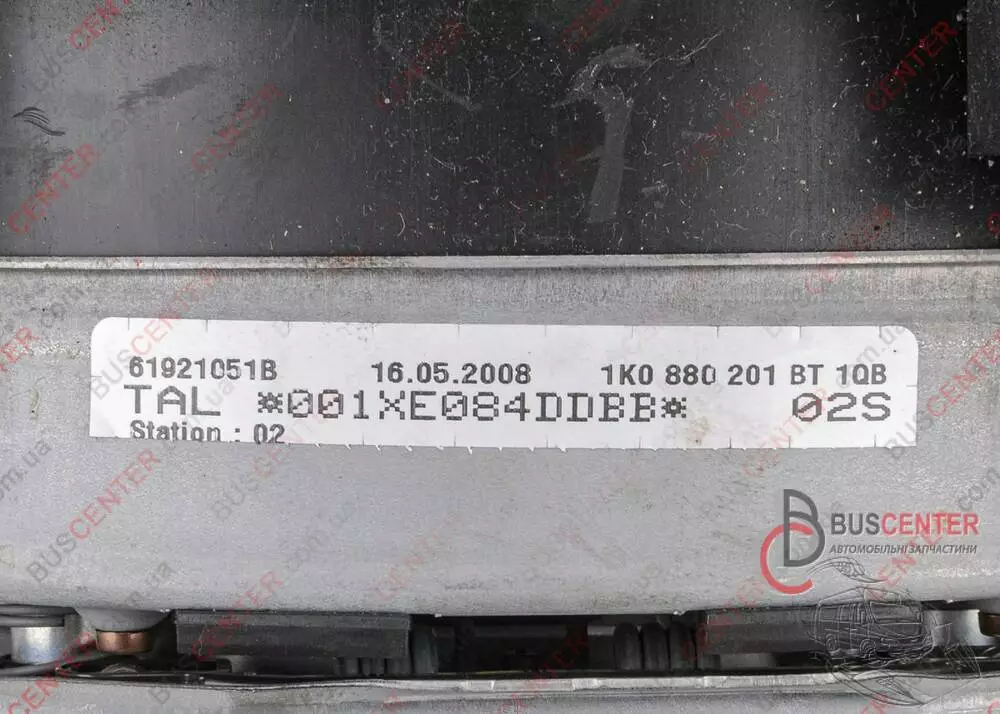 61921051B 16.05.2008 1K0 880 201 BT 1QB
TAL *001XE084DDBB* 02S
Station : 02
BUSCENTER
АВТОМОБІЛЬНІ ЗАПЧАСТИНИ